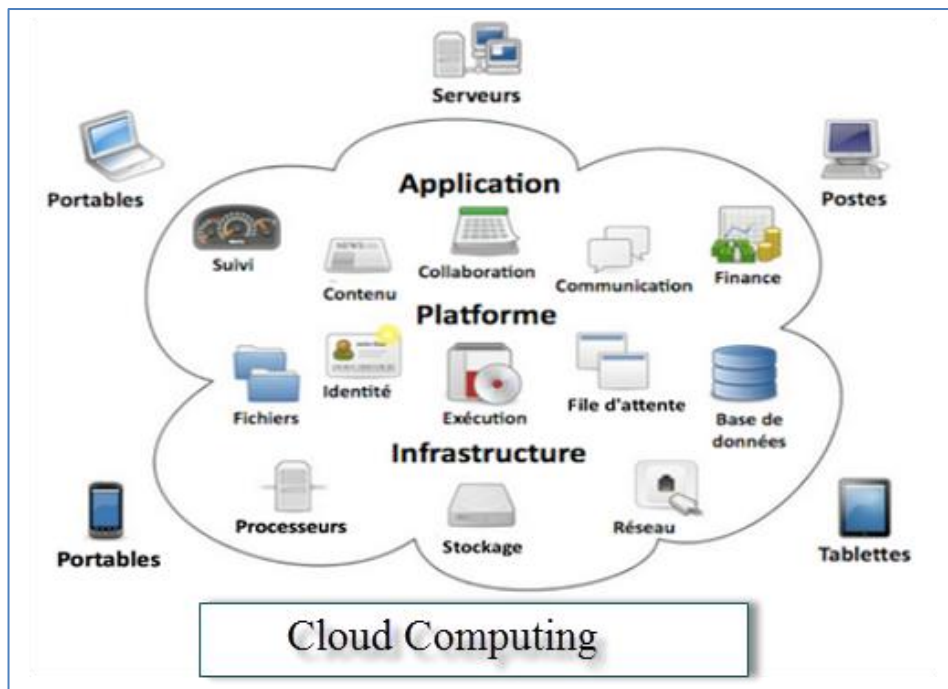 Serveurs
Portables
Postes
Application
Suivi
Contenu
Collaboration
Communication
Finance
Platforme
Fichiers
Identité
Exécution
File d'attente
Base de
données
Infrastructure
Processeurs
Stockage
Réseau
Portables
Tablettes
Cloud Computing